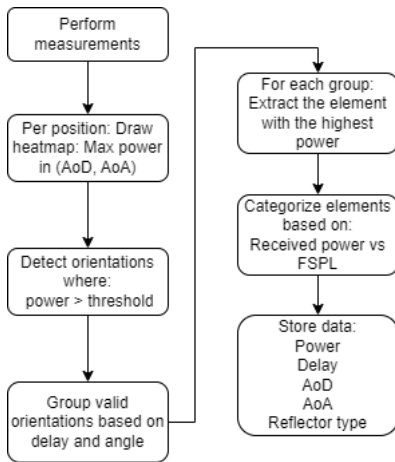 Perform
measurements
Per position: Draw
heatmap: Max power
in (AoD, AoA)
Detect orientations
where:
power > threshold
Group valid
orientations based on
delay and angle
For each group:
Extract the element
with the highest
power
Categorize elements
based on:
Received power vs
FSPL
Store data:
Power
Delay
AoD
AoA
Reflector type